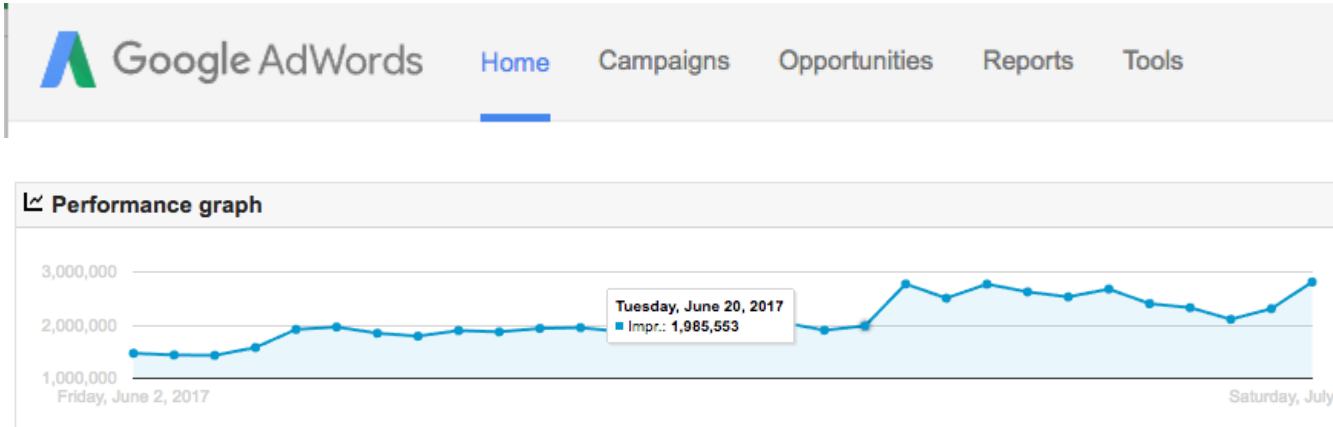 Google AdWords Home Campaigns Opportunities Reports Tools
Performance graph
3,000,000
Tuesday, June 20, 2017
Impr.: 1,985,553
2,000,000
1,000,000
Friday, June 2, 2017 Saturday, July